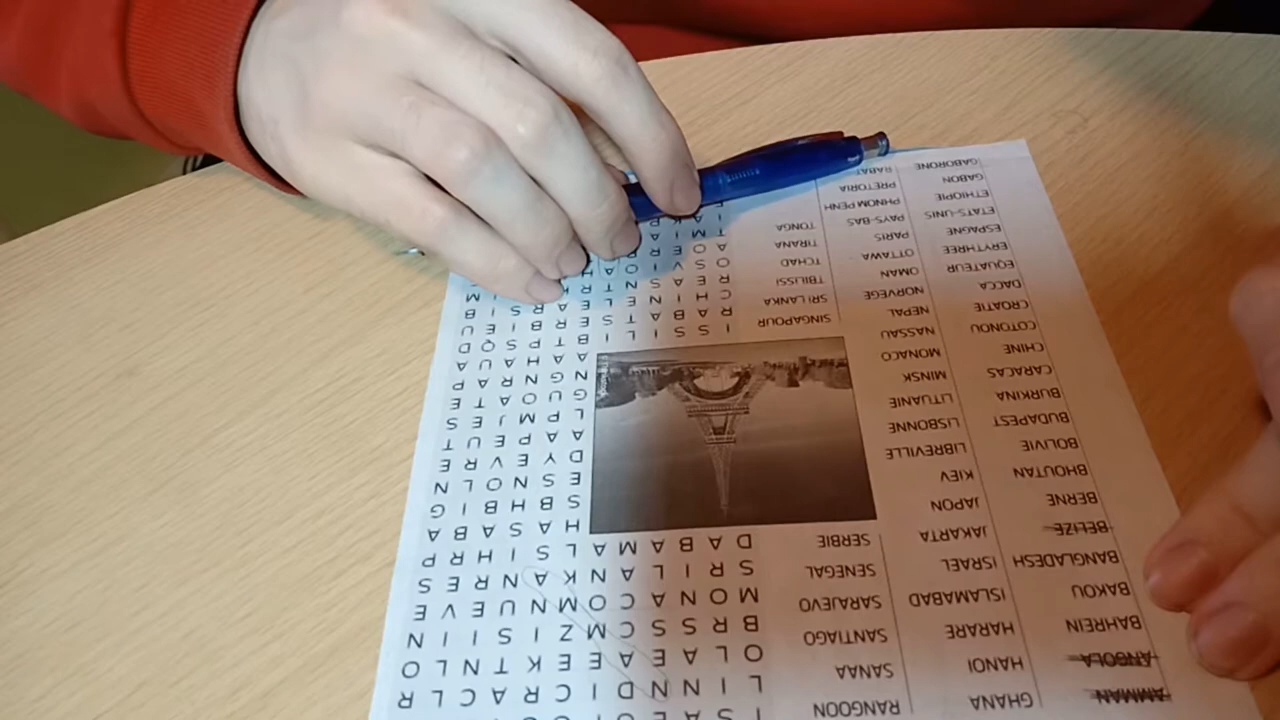 AMMAN
ANGOLA
BAHREIN
BAKOU
BANGLADESH
BELIZE
BERNE
BHOUTAN
BOLIVIE
BUDAPEST
BURKINA
CARACAS
CHINE
COTONOU
CROATIE
DACCA
EQUATEUR
ERYTHREE
ESPAGNE
ETATS-UNIS
ETHIOPIE
GABON
GABORONE
GHANA
HANOI
HARARE
ISLAMABAD
ISRAEL
JAKARTA
JAPON
KIEV
LIBREVILLE
LISBONNE
LITUANIE
MINSK
MONACO
NASSAU
NEPAL
NORVEGE
OMAN
OTTAWA
PARIS
PAYS-BAS
PHNOM PENH
PRETORIA
RABAT
RANGOON
SANAA
SANTIAGO
SARAJEVO
SENEGAL
SERBIE
SINGAPOUR
SRI LANKA
TBILISSI
TCHAD
TIRANA
TONGA
L I N N D I C R A C L R
O L A E A E E K T N L O
B R S S C M Z I S I I N
M O N A C O M N U E V E
S R I L A N K A N R E S
D A B A M A L S I H R P
H A S A B A
S B H B I G
E S N O L N
D Y E V R E
A A P E U T
L P M J E S
G U O A T E
N G N R A P
A A H A U A
I S S I L I B T P S Q D
R A B A T S E R B I E U
C H I N E L E A R S I B